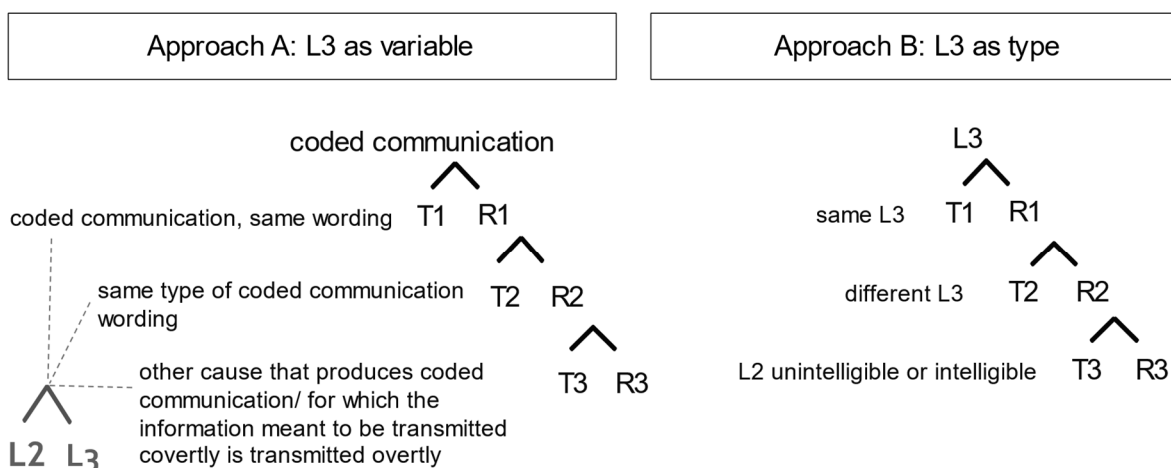 Approach A: L3 as variable
Approach B: L3 as type
coded communication
coded communication, same wording T1 R1
same type of coded communication T2 R2
wording
other cause that produces coded T3 R3
communication/ for which the
information meant to be transmitted
covertly is transmitted overtly
L2 L3
L3
same L3 T1 R1
different L3 T2 R2
L2 unintelligible or intelligible T3 R3